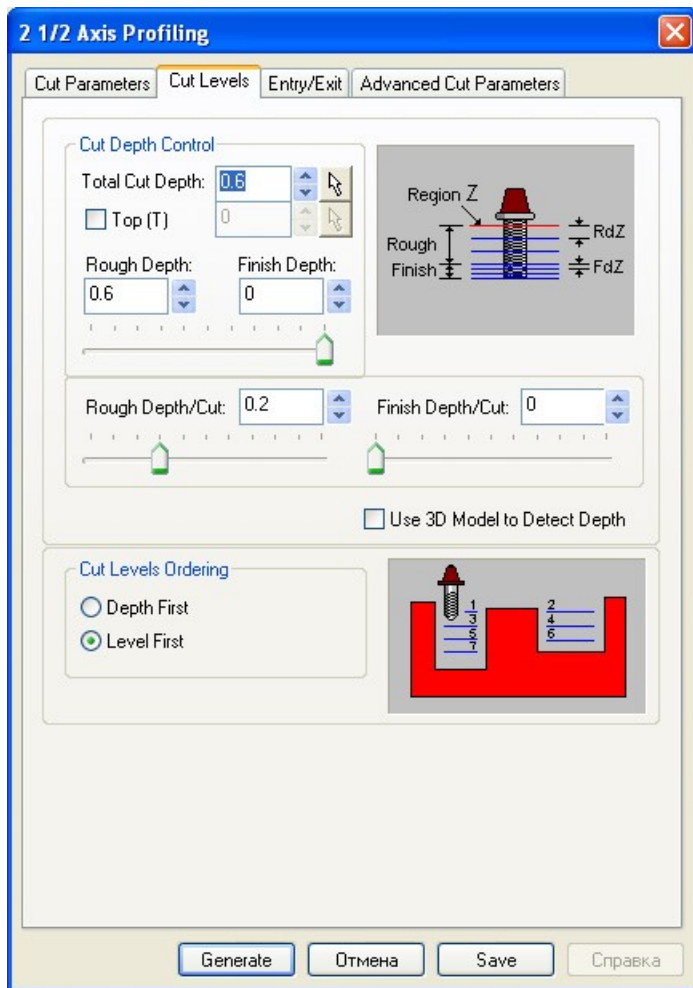 2 1/2 Axis Profiling
Cut Parameters Cut Levels Entry/Exit Advanced Cut Parameters
Cut Depth Control
Total Cut Depth: 0.6
Top (T) 0
Rough Depth: Finish Depth:
0.6 0
Region Z
Rough
Finish
RdZ
FdZ
Rough Depth/Cut: 0.2 Finish Depth/Cut: 0
Use 3D Model to Detect Depth
Cut Levels Ordering
Depth First
Level First
1 2
3 4
5 6
7
Generate Отмена Save Справка